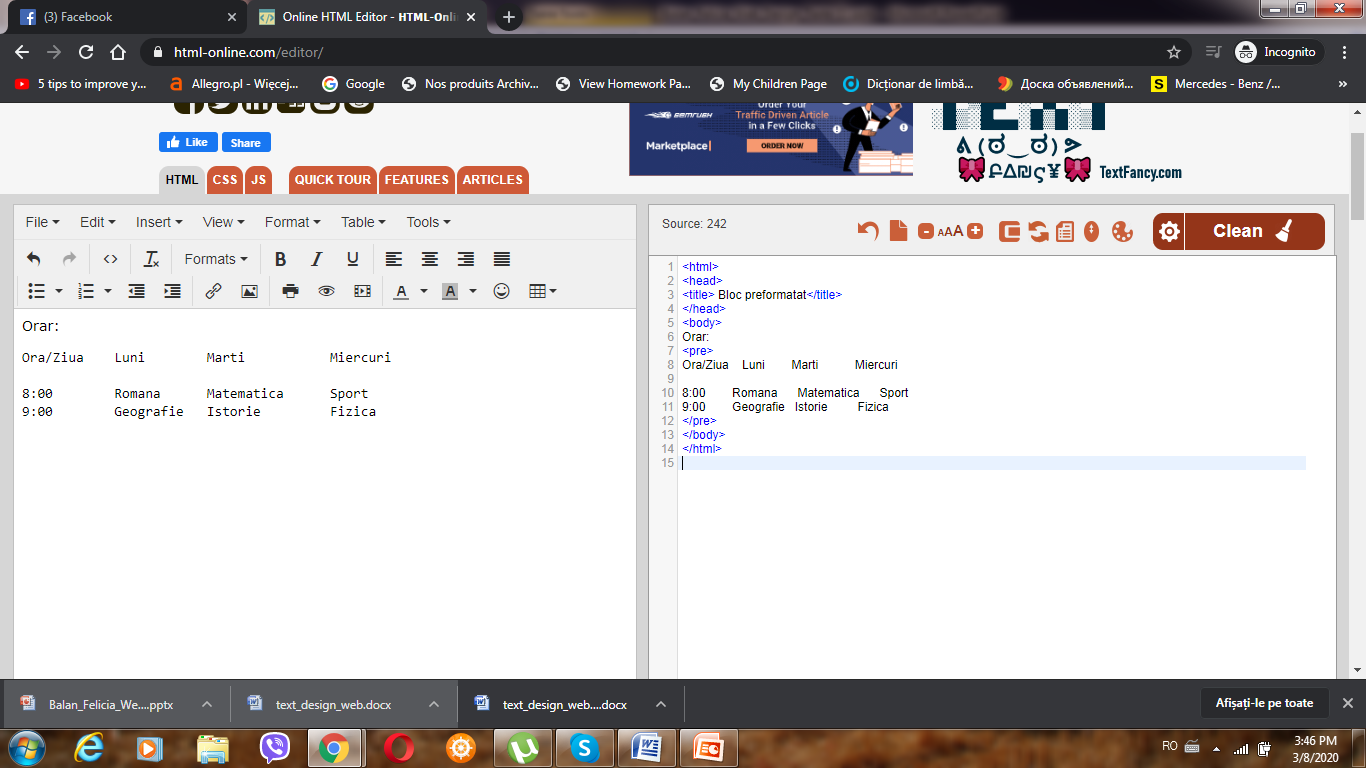 (3) Facebook
Online HTML Editor - HTML-Onli
html-online.com/editor/
Incognito
5 tips to improve y...
Allegro.pl - Więcej...
Google
Nos produits Archiv...
View Homework Pa...
My Children Page
Dicționar de limbă...
Доска объявлений...
Mercedes - Benz /...
»
Like
Share
SEMRUSH
Marketplace
Order Your
Traffic Driven Article
in a Few Clicks
ORDER NOW
TextFancy.com
HTML
CSS
JS
QUICK TOUR
FEATURES
ARTICLES
File
Edit
Insert
View
Format
Table
Tools
Formats
B
I
U
A
A
Orar:
Ora/Ziua    Luni        Marti           Miercuri
8:00        Romana      Matematica      Sport
9:00        Geografie   Istorie         Fizica
Source: 242
- AAA +
Clean
1 <html>
2 <head>
3 <title> Bloc preformatat</title>
4 </head>
5 <body>
6 Orar:
7 <pre>
8 Ora/Ziua    Luni        Marti           Miercuri
9
10 8:00        Romana      Matematica      Sport
11 9:00        Geografie   Istorie         Fizica
12 </pre>
13 </body>
14 </html>
15
Balan_Felicia_We....pptx
text_design_web.docx
text_design_web....docx
Afișați-le pe toate
RO
3:46 PM
3/8/2020